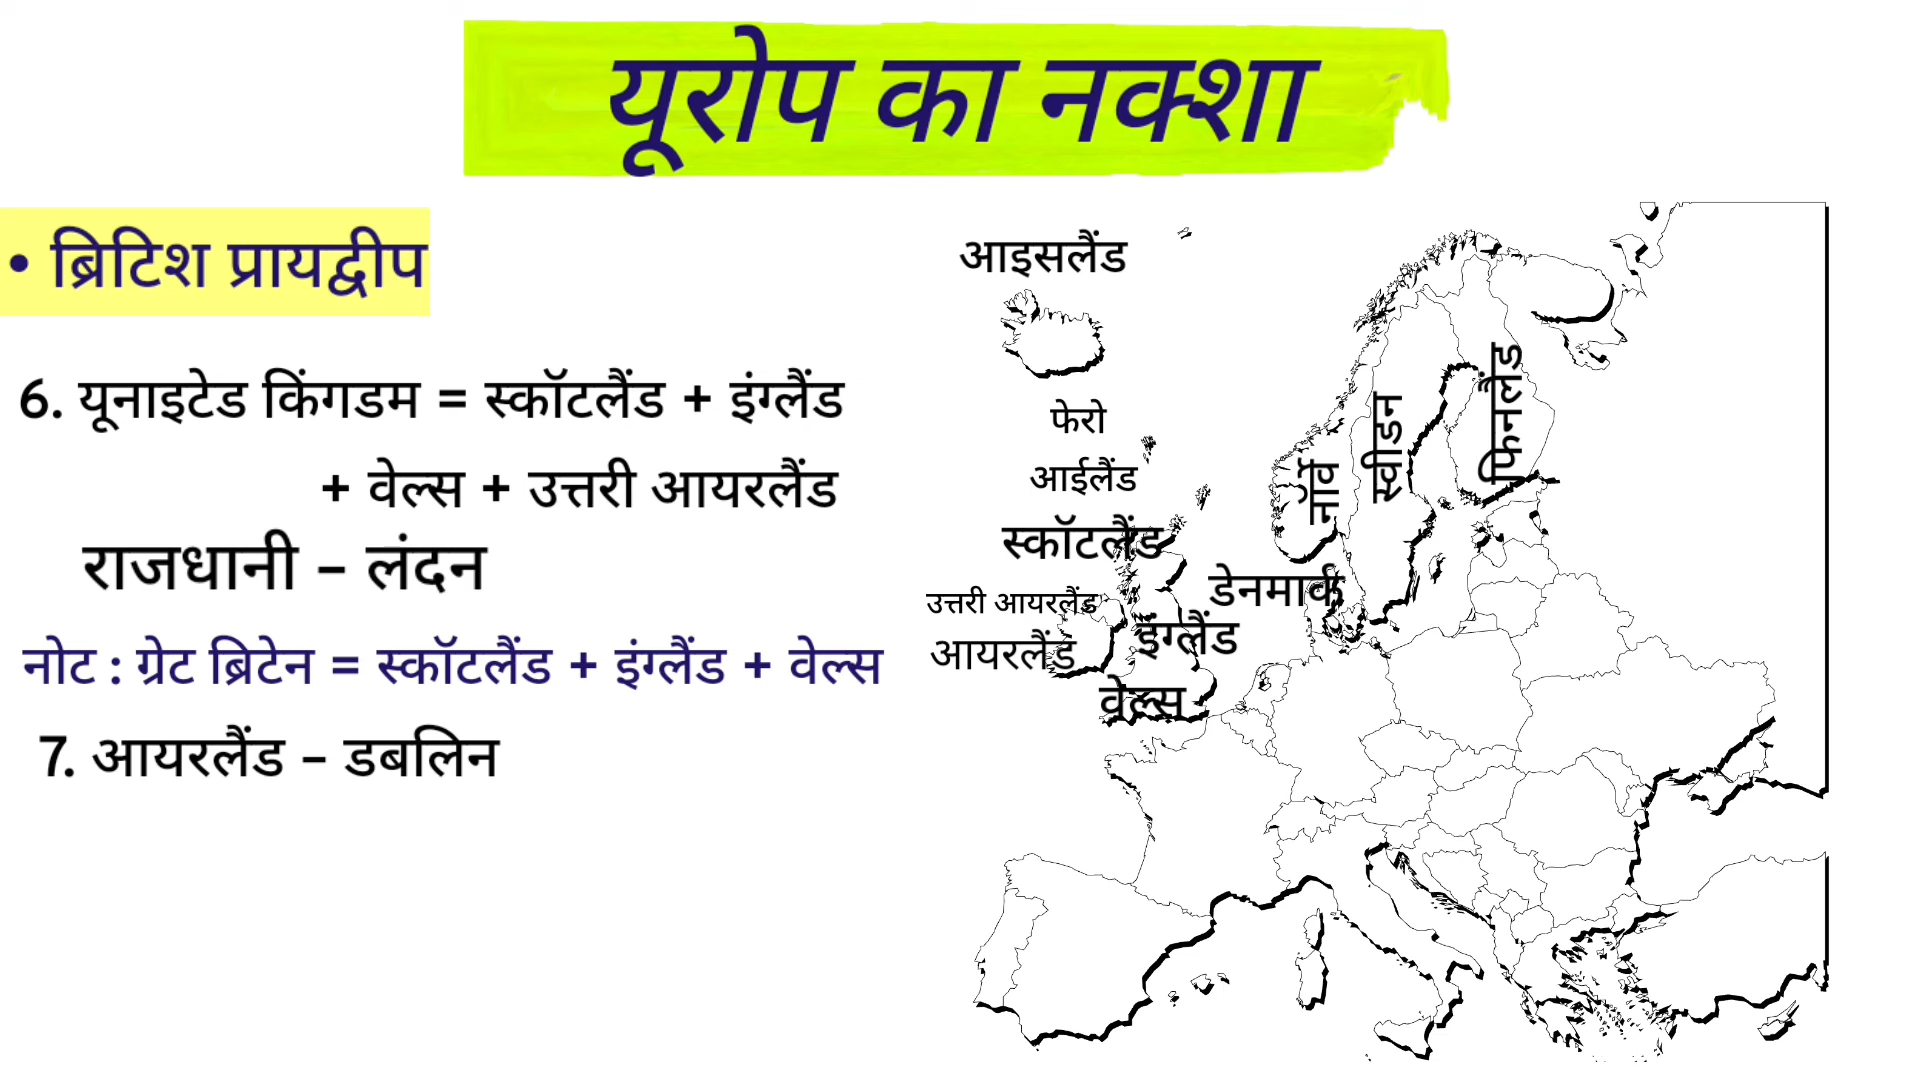 यूरोप का नक्शा
• ब्रिटिश प्रायद्वीप
6. यूनाइटेड किंगडम = स्कॉटलैंड + इंग्लैंड
+ वेल्स + उत्तरी आयरलैंड
राजधानी – लंदन
नोट : ग्रेट ब्रिटेन = स्कॉटलैंड + इंग्लैंड + वेल्स
7. आयरलैंड – डबलिन
आइसलैंड
फेरो
आईलैंड
स्कॉटलैंड
उत्तरी आयरलैंड
आयरलैंड
इंग्लैंड
वेल्स
डेनमार्क
नॉर्वे
स्वीडन
फिनलैंड